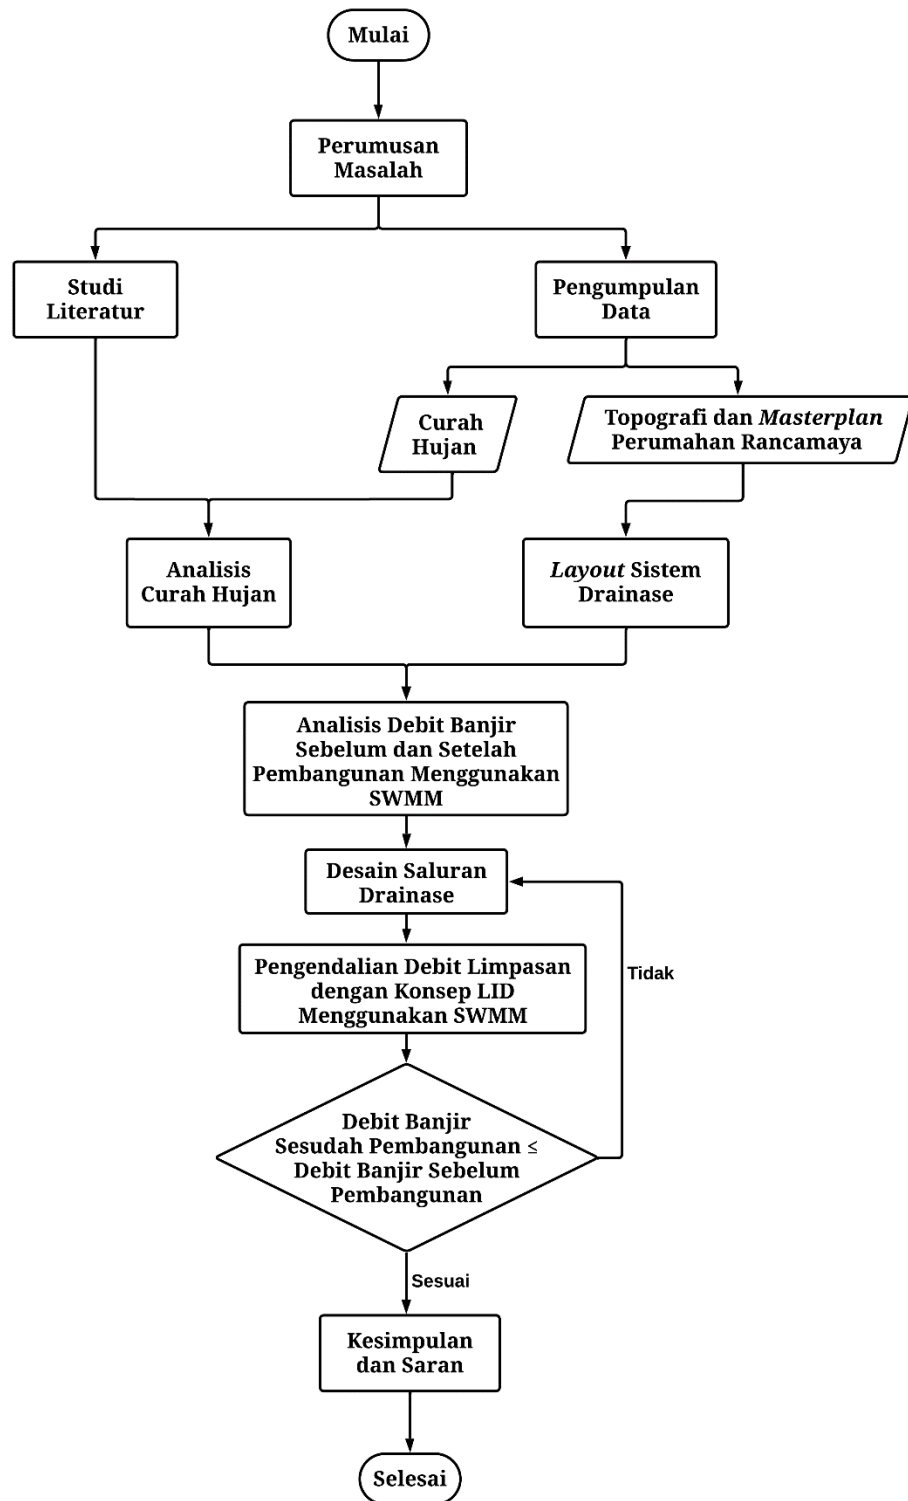 Mulai
Perumusan
Masalah
Studi
Literatur
Pengumpulan
Data
Curah
Hujan
Topografi dan Masterplan
Perumahan Rancamaya
Analisis
Curah Hujan
Layout Sistem
Drainase
Analisis Debit Banjir
Sebelum dan Setelah
Pembangunan Menggunakan
SWMM
Desain Saluran
Drainase
Pengendalian Debit Limpasan
dengan Konsep LID
Menggunakan SWMM
Tidak
Debit Banjir
Sesudah Pembangunan ≤
Debit Banjir Sebelum
Pembangunan
Sesuai
Kesimpulan
dan Saran
Selesai